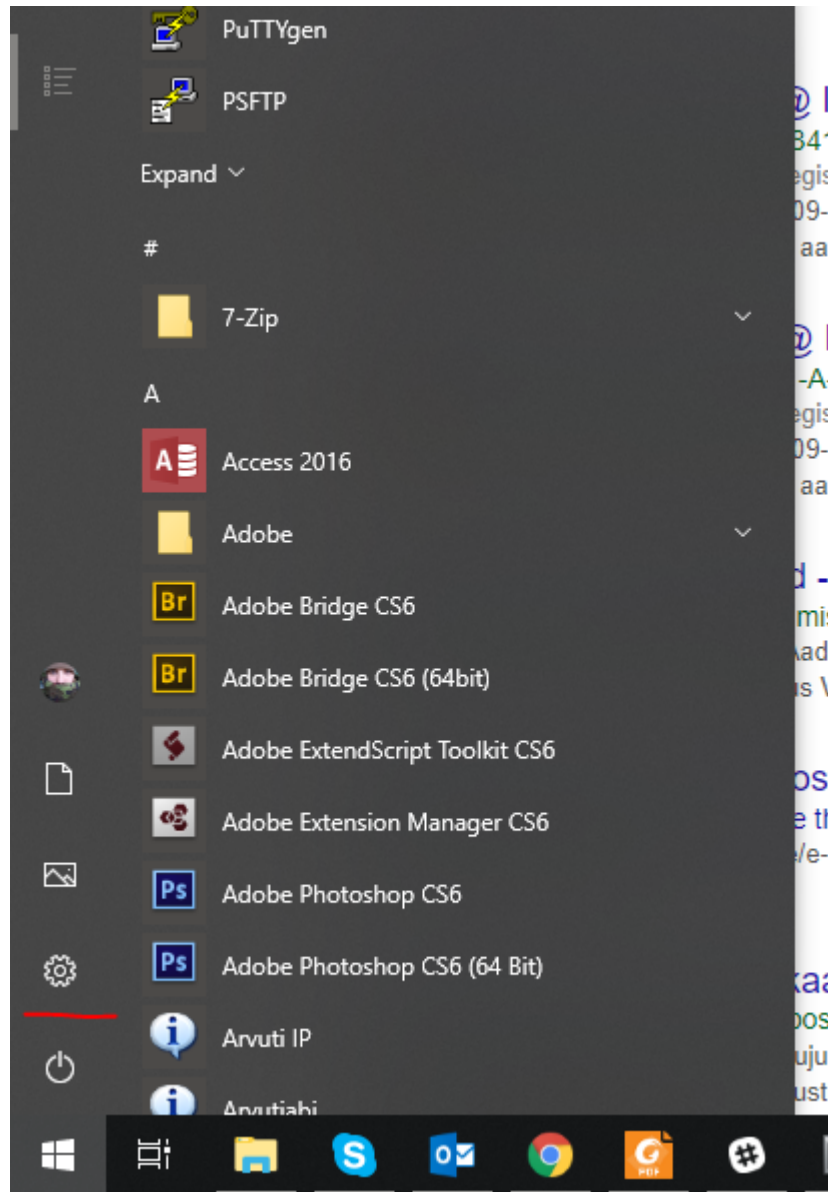 PuTTYgen
PSFTP
Expand
#
7-Zip
A
Access 2016
Adobe
Adobe Bridge CS6
Adobe Bridge CS6 (64bit)
Adobe ExtendScript Toolkit CS6
Adobe Extension Manager CS6
Adobe Photoshop CS6
Adobe Photoshop CS6 (64 Bit)
Arvuti IP
Arvutiabi